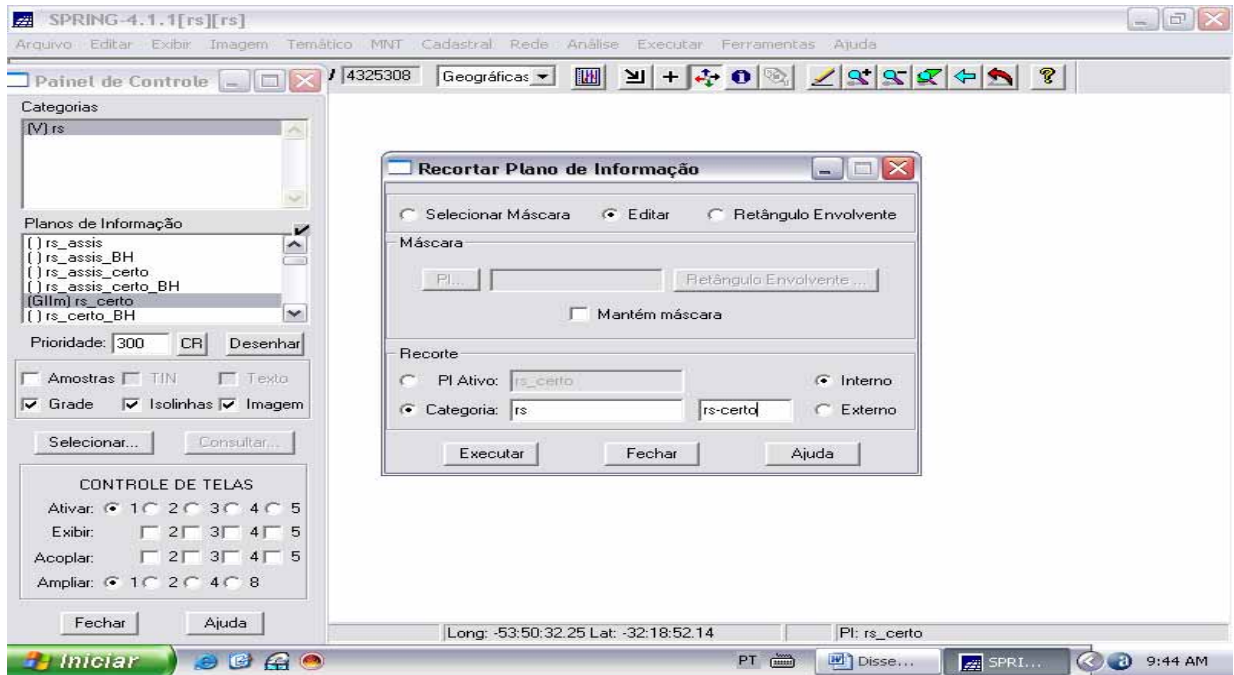 SPRING-4.1.1[rs][rs]
Arquivo Editar Exibir Imagem Temático MNT Cadastral Rede Análise Executar Ferramentas Ajuda
Painel de Controle
/ 4325308 Geográficas
Categorias
(V) rs
Planos de Informação
( ) rs_assis
( ) rs_assis_BH
( ) rs_assis_certo
( ) rs_assis_certo_BH
(GIIm) rs_certo
( ) rs_certo_BH
Prioridade: 300 CR Desenhar
Amostras TIN Texto
Grade Isolinhas Imagem
Selecionar... Consultar...
CONTROLE DE TELAS
Ativar: 1 2 3 4 5
Exibir: 2 3 4 5
Acoplar: 2 3 4 5
Ampliar: 1 2 4 8
Fechar Ajuda
Recortar Plano de Informação
Selecionar Máscara Editar Retângulo Envolvente
Máscara
PI... Retângulo Envolvente ...
Mantém máscara
Recorte
PI Ativo: rs_certo Interno
Categoria: rs rs-certo Externo
Executar Fechar Ajuda
Long: -53:50:32.25 Lat: -32:18:52.14 PI: rs_certo
Iniciar PT Disse... SPRI... 9:44 AM